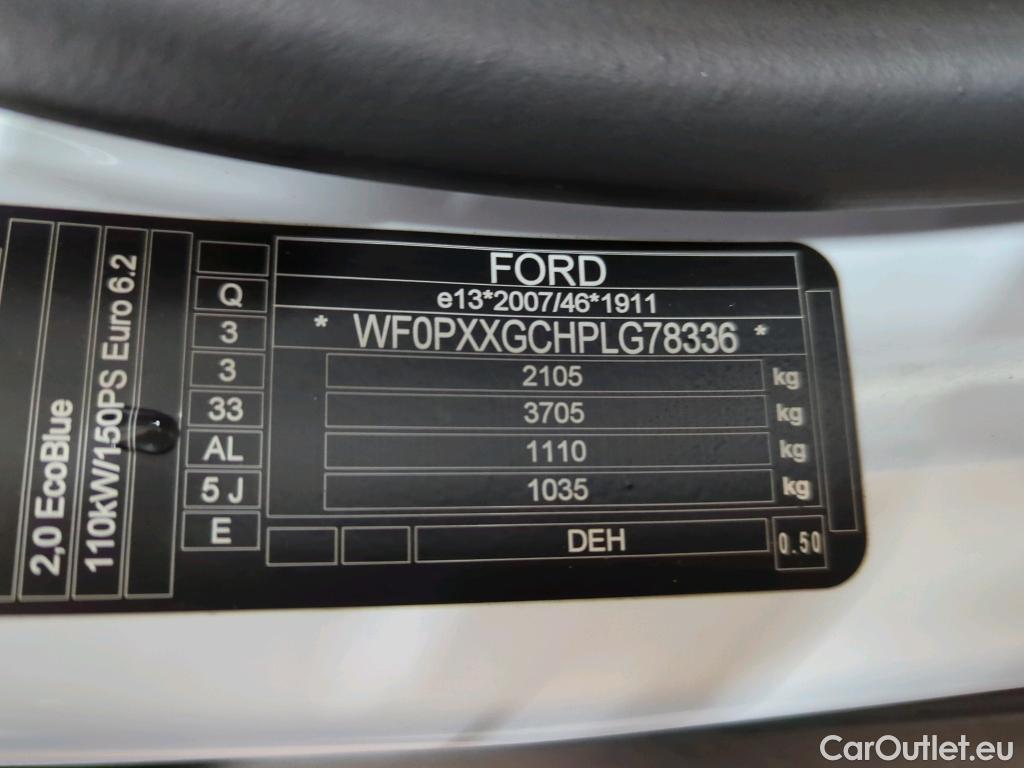 FORD
e13*2007/46*1911
* WF0PXXGCHPLG78336 *
2105 kg
3705 kg
1110 kg
1035 kg
DEH
0.50
Q
3
3
33
AL
5 J
E
2,0 EcoBlue
110kW/150PS Euro 6.2
CarOutlet.eu